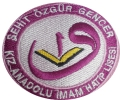 ŞEHİT ÖZGÜR GENCER
KIZ ANADOLU İMAM HATİP LİSESİ